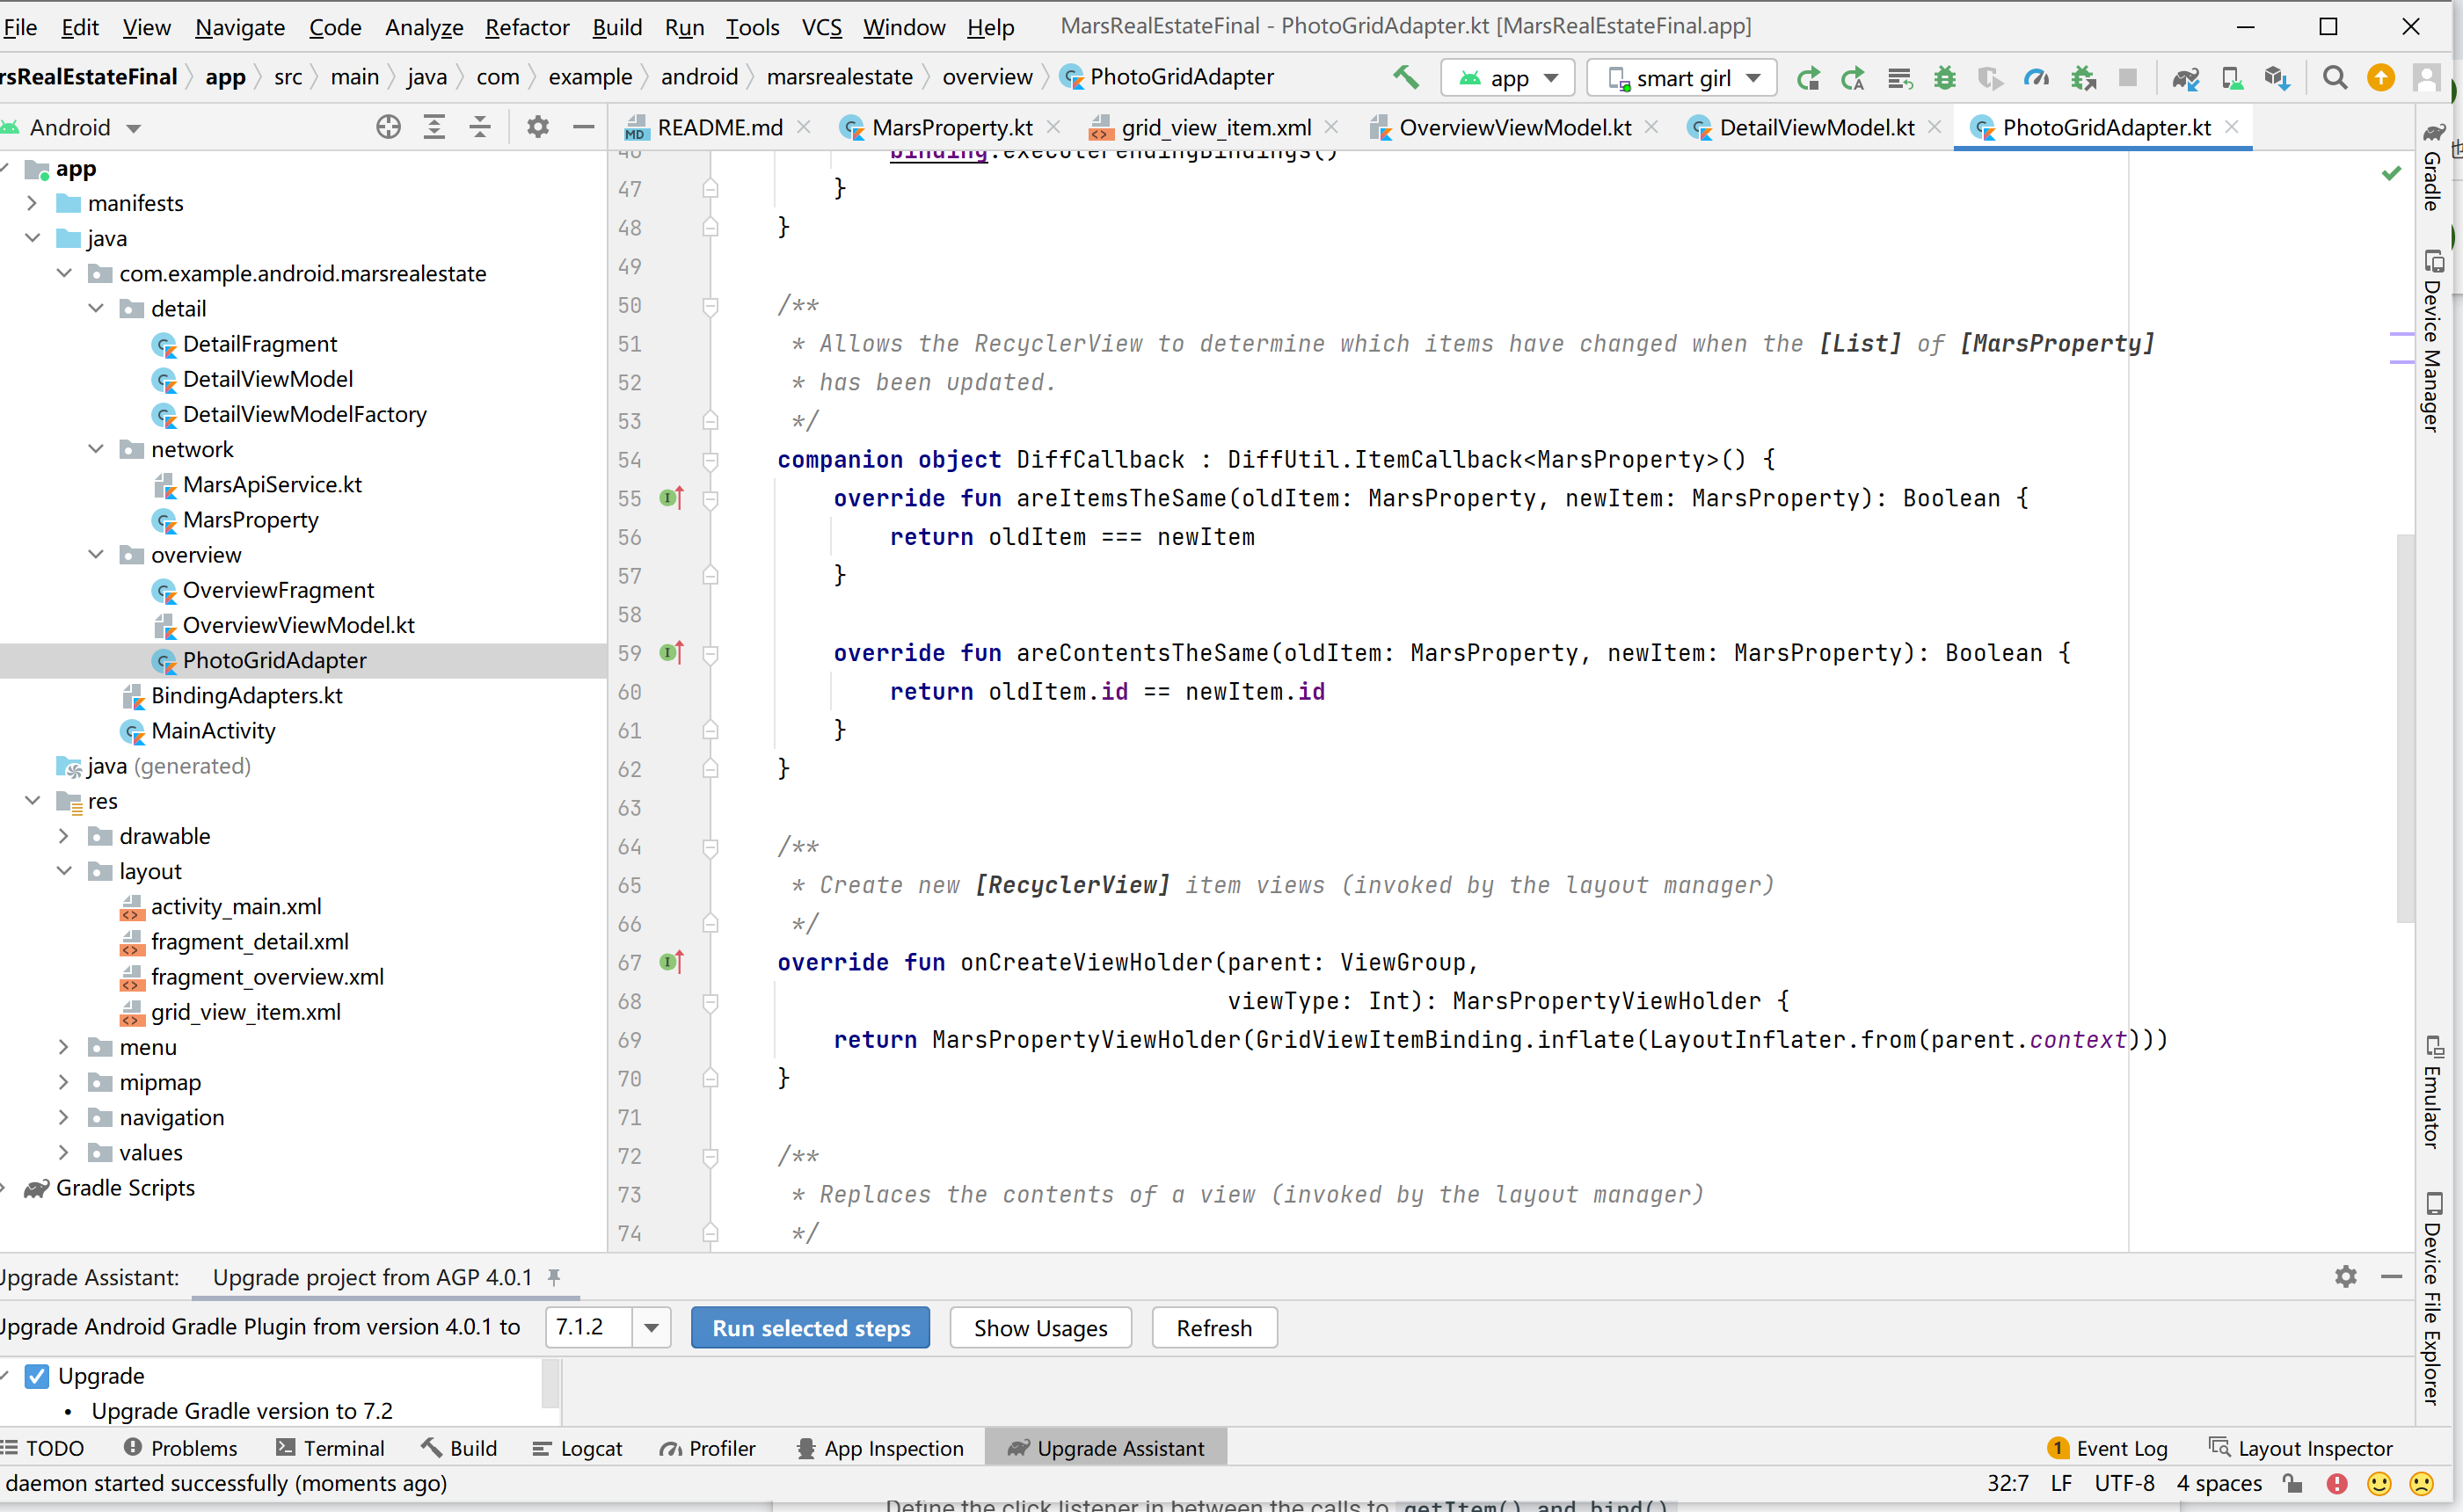 File Edit View Navigate Code Analyze Refactor Build Run Tools VCS Window Help MarsRealEstateFinal - PhotoGridAdapter.kt [MarsRealEstateFinal.app]
rsRealEstateFinal app src main java com example android marsrealestate overview PhotoGridAdapter app smart girl
Android README.md MarsProperty.kt grid_view_item.xml OverviewViewModel.kt DetailViewModel.kt PhotoGridAdapter.kt
app
manifests
java
com.example.android.marsrealestate
detail
DetailFragment
DetailViewModel
DetailViewModelFactory
network
MarsApiService.kt
MarsProperty
overview
OverviewFragment
OverviewViewModel.kt
PhotoGridAdapter
BindingAdapters.kt
MainActivity
java (generated)
res
drawable
layout
activity_main.xml
fragment_detail.xml
fragment_overview.xml
grid_view_item.xml
menu
mipmap
navigation
values
Gradle Scripts
46 binding.executePendingBindings()
47 }
48 }
49
50 /**
51 * Allows the RecyclerView to determine which items have changed when the [List] of [MarsProperty]
52 * has been updated.
53 */
54 companion object DiffCallback : DiffUtil.ItemCallback<MarsProperty>() {
55 override fun areItemsTheSame(oldItem: MarsProperty, newItem: MarsProperty): Boolean {
56 return oldItem === newItem
57 }
58
59 override fun areContentsTheSame(oldItem: MarsProperty, newItem: MarsProperty): Boolean {
60 return oldItem.id == newItem.id
61 }
62 }
63
64 /**
65 * Create new [RecyclerView] item views (invoked by the layout manager)
66 */
67 override fun onCreateViewHolder(parent: ViewGroup,
68 viewType: Int): MarsPropertyViewHolder {
69 return MarsPropertyViewHolder(GridViewItemBinding.inflate(LayoutInflater.from(parent.context)))
70 }
71
72 /**
73 * Replaces the contents of a view (invoked by the layout manager)
74 */
Gradle
Device Manager
Emulator
Device File Explorer
Upgrade Assistant: Upgrade project from AGP 4.0.1
Upgrade Android Gradle Plugin from version 4.0.1 to 7.1.2 Run selected steps Show Usages Refresh
Upgrade
• Upgrade Gradle version to 7.2
TODO Problems Terminal Build Logcat Profiler App Inspection Upgrade Assistant 1 Event Log Layout Inspector
daemon started successfully (moments ago) 32:7 LF UTF-8 4 spaces
Define the click listener in between the calls to getItem() and bind()